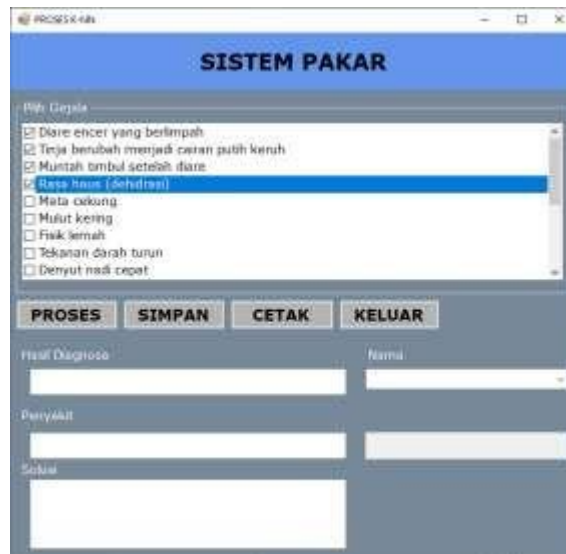 PROSES K-NN
SISTEM PAKAR
Pilih Gejala
Diare encer yang berlimpah
Tinja berubah menjadi cairan putih keruh
Muntah timbul setelah diare
Rasa haus (dehidrasi)
Mata cekung
Mulut kering
Fisik lemah
Tekanan darah turun
Denyut nadi cepat
PROSES SIMPAN CETAK KELUAR
Hasil Diagnosa Nama
Penyakit
Solusi